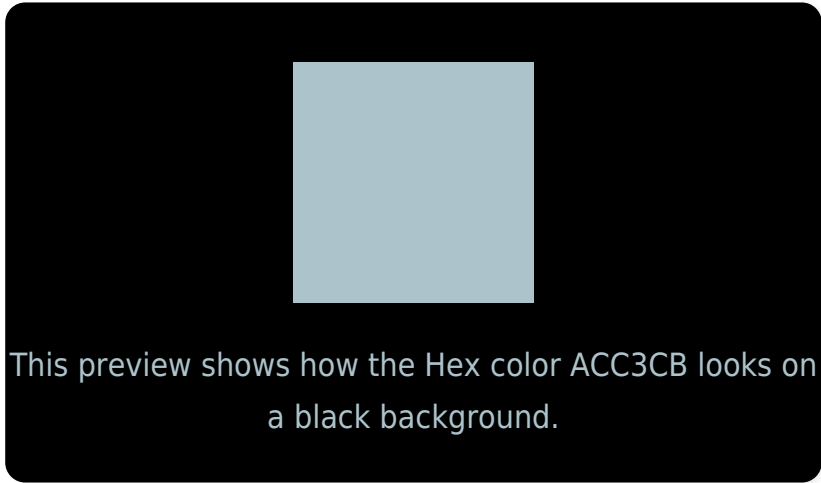 This preview shows how the Hex color ACC3CB looks on
a black background.